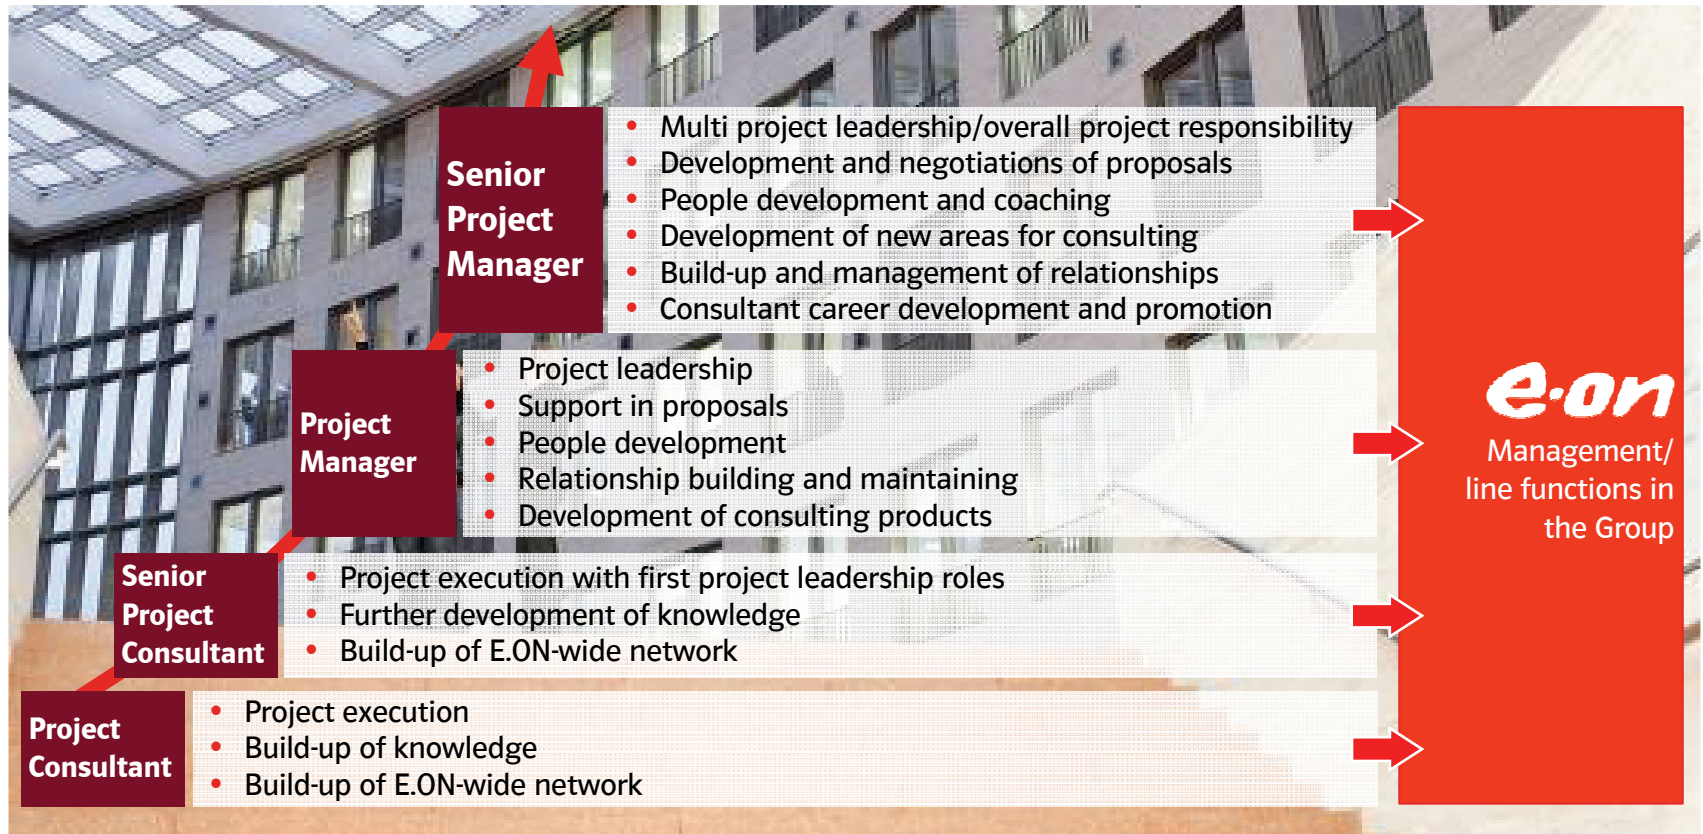 Senior
Project
Manager
• Multi project leadership/overall project responsibility
• Development and negotiations of proposals
• People development and coaching
• Development of new areas for consulting
• Build-up and management of relationships
• Consultant career development and promotion
Project
Manager
• Project leadership
• Support in proposals
• People development
• Relationship building and maintaining
• Development of consulting products
Senior
Project
Consultant
• Project execution with first project leadership roles
• Further development of knowledge
• Build-up of E.ON-wide network
Project
Consultant
• Project execution
• Build-up of knowledge
• Build-up of E.ON-wide network
e·on
Management/
line functions in
the Group